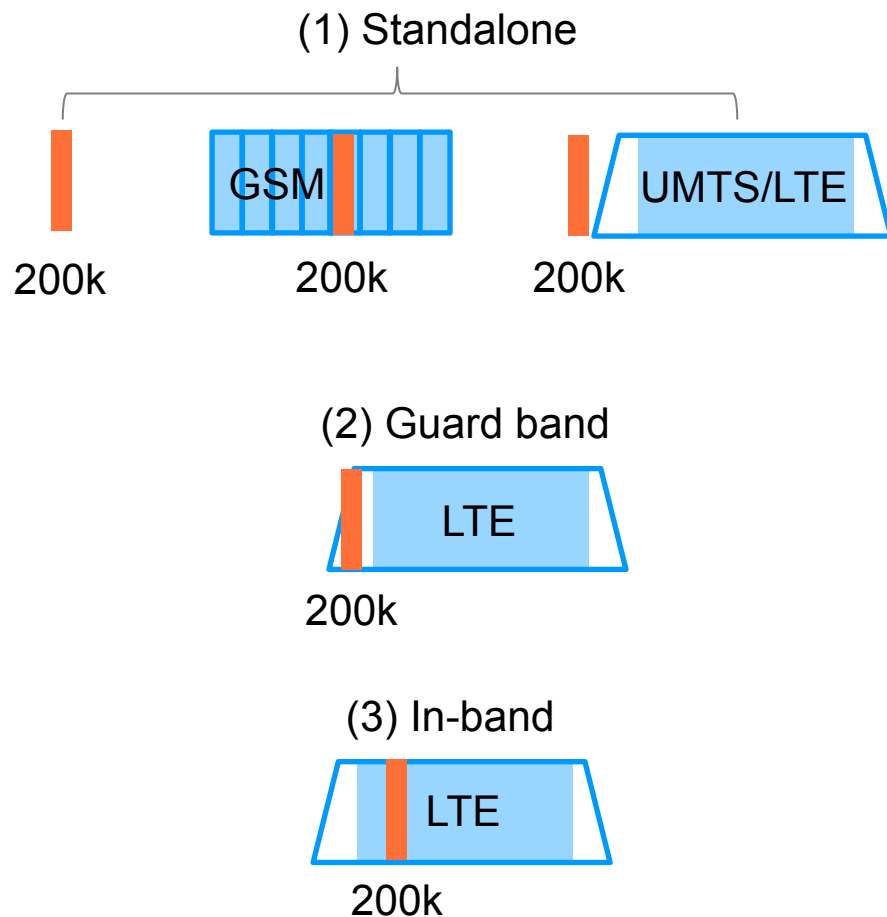 (1) Standalone
GSM
UMTS/LTE
200k
200k
200k
(2) Guard band
LTE
200k
(3) In-band
LTE
200k